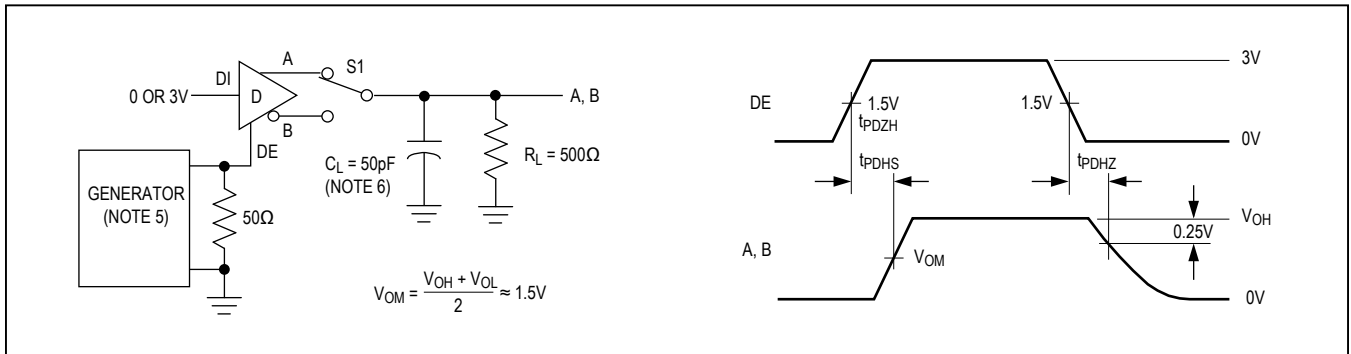 0 OR 3V
DI
D
A
B
DE
S1
A, B
GENERATOR
(NOTE 5)
50Ω
C_L = 50pF
(NOTE 6)
R_L = 500Ω
V_OM = (V_OH + V_OL) / 2 ≈ 1.5V
DE
3V
1.5V
1.5V
0V
t_PDZH
t_PDHS
t_PDHZ
A, B
V_OM
V_OH
0.25V
0V